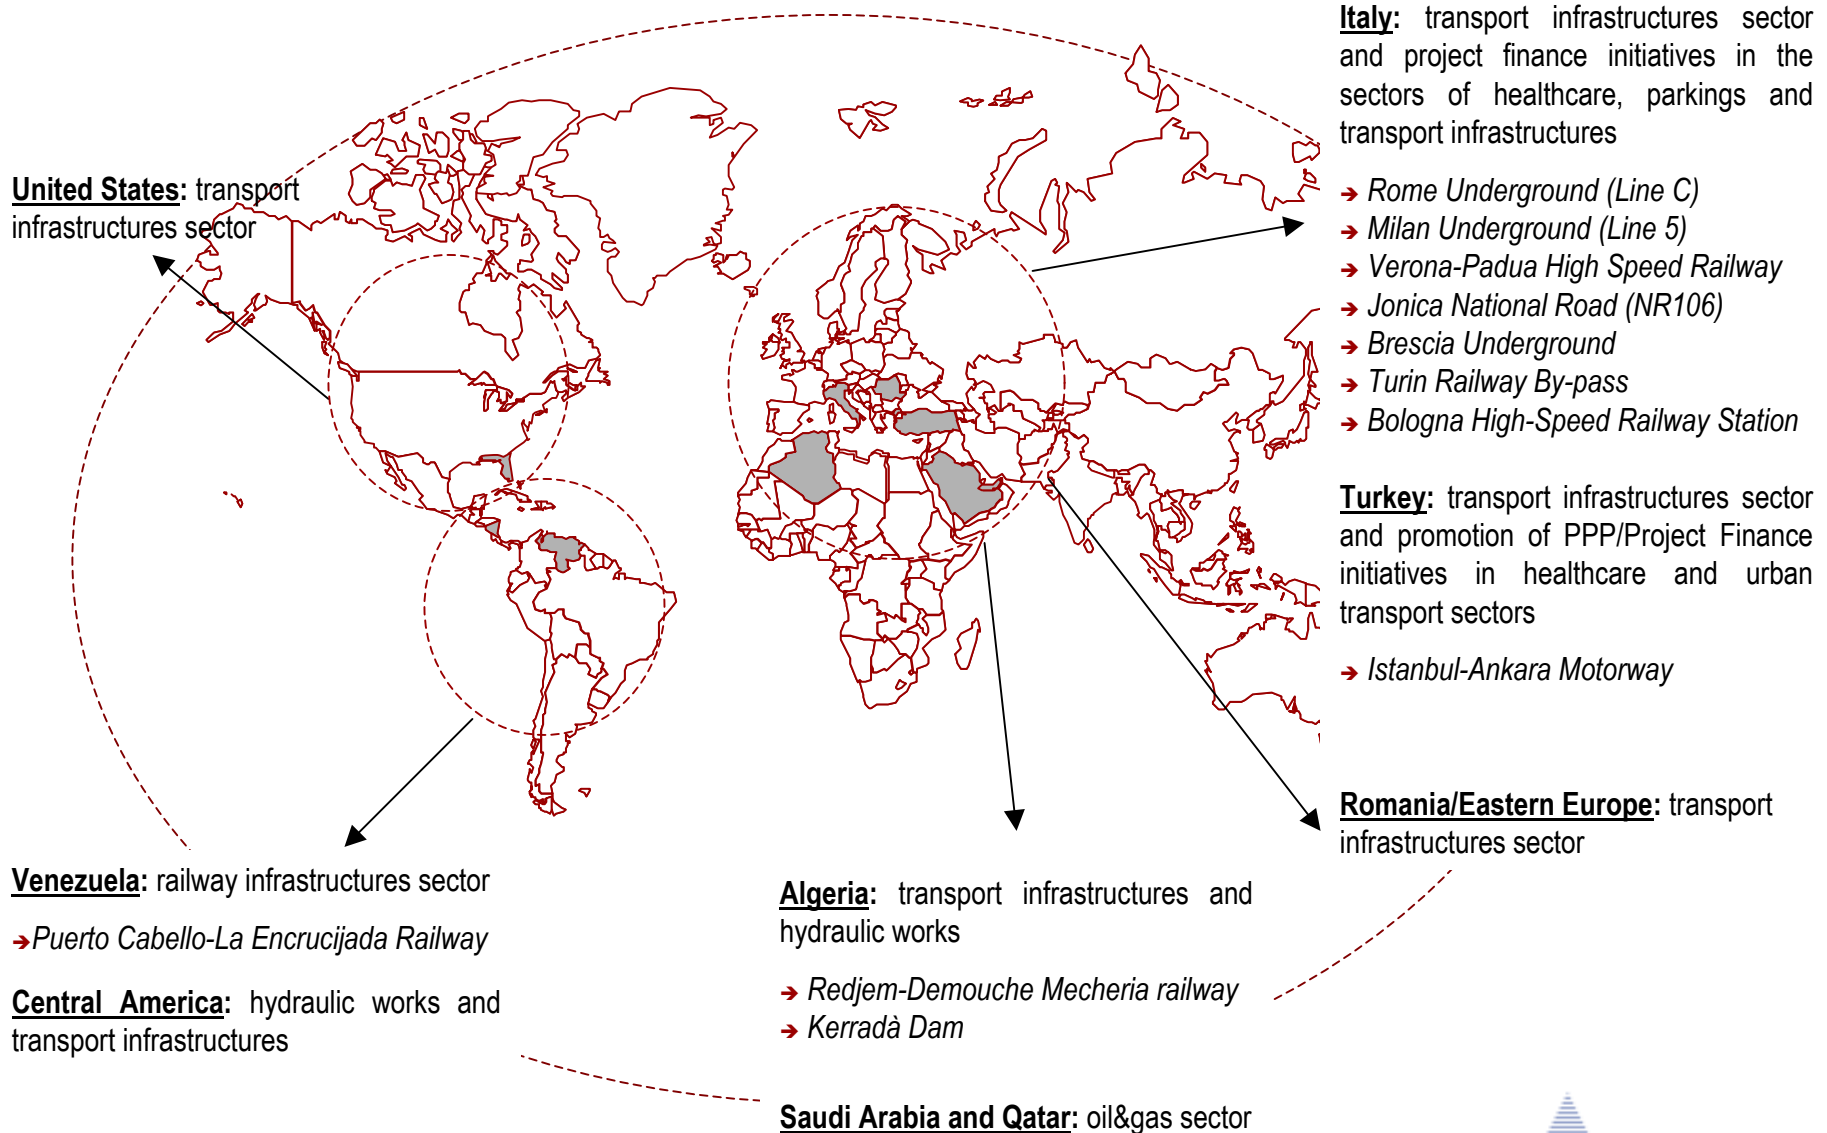 United States: transport
infrastructures sector
Italy: transport infrastructures sector
and project finance initiatives in the
sectors of healthcare, parkings and
transport infrastructures
➔ Rome Underground (Line C)
➔ Milan Underground (Line 5)
➔ Verona-Padua High Speed Railway
➔ Jonica National Road (NR106)
➔ Brescia Underground
➔ Turin Railway By-pass
➔ Bologna High-Speed Railway Station
Turkey: transport infrastructures sector
and promotion of PPP/Project Finance
initiatives in healthcare and urban
transport sectors
➔ Istanbul-Ankara Motorway
Romania/Eastern Europe: transport
infrastructures sector
Venezuela: railway infrastructures sector
➔Puerto Cabello-La Encrucijada Railway
Central America: hydraulic works and
transport infrastructures
Algeria: transport infrastructures and
hydraulic works
➔ Redjem-Demouche Mecheria railway
➔ Kerradà Dam
Saudi Arabia and Qatar: oil&gas sector